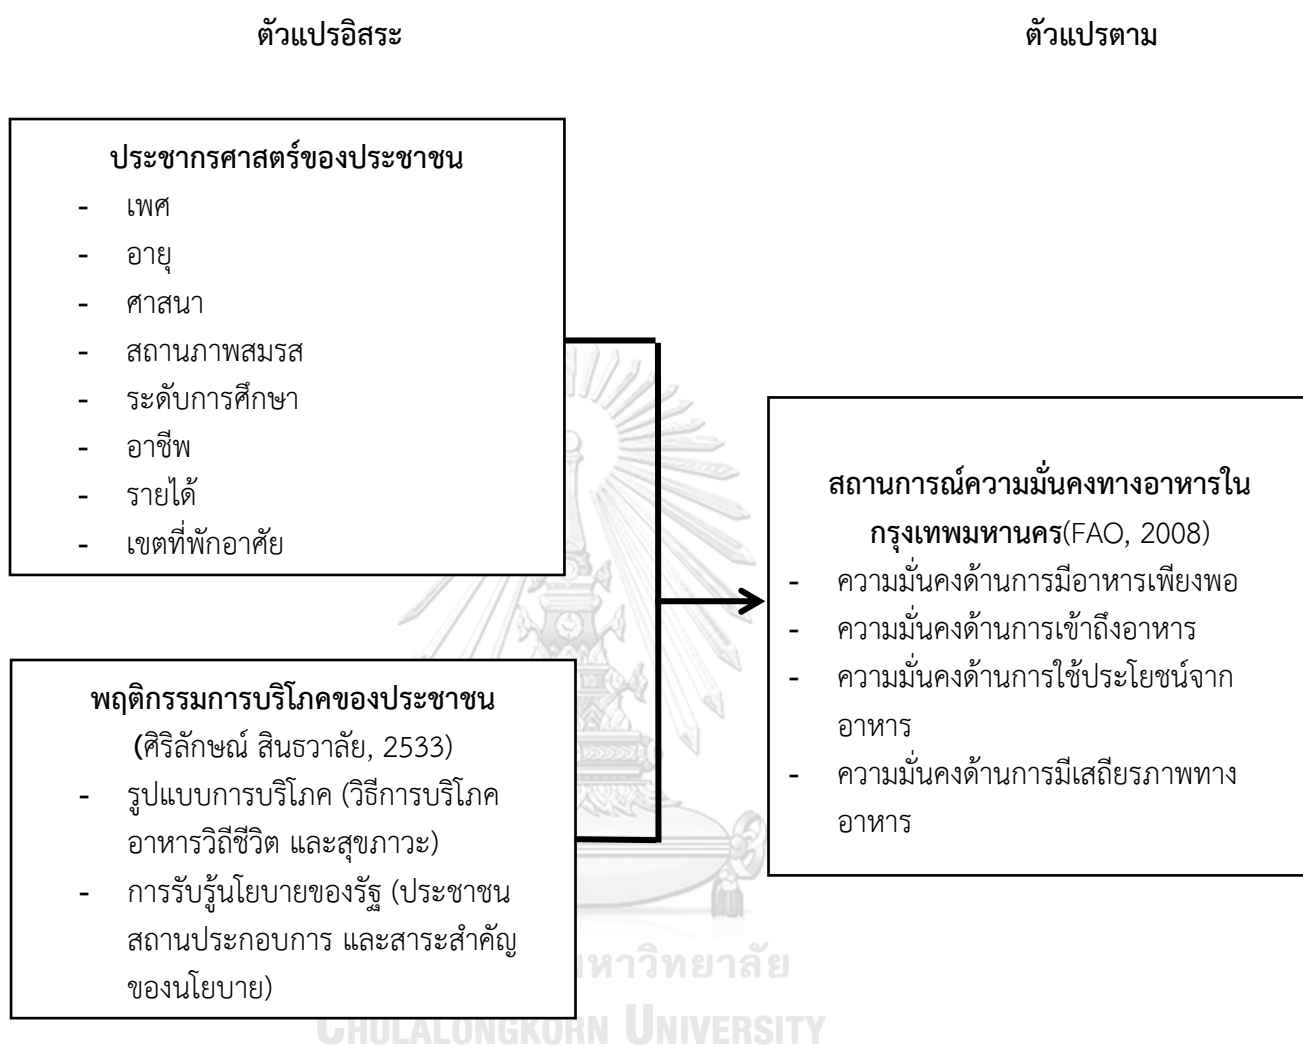 ตัวแปรอิสระ
ตัวแปรตาม
ประชากรศาสตร์ของประชาชน
- เพศ
- อายุ
- ศาสนา
- สถานภาพสมรส
- ระดับการศึกษา
- อาชีพ
- รายได้
- เขตที่พักอาศัย
พฤติกรรมการบริโภคของประชาชน
(ศิริลักษณ์ สินธวาลัย, 2533)
- รูปแบบการบริโภค (วิธีการบริโภค
อาหารวิถีชีวิต และสุขภาวะ)
- การรับรู้นโยบายของรัฐ (ประชาชน
สถานประกอบการ และสาระสำคัญ
ของนโยบาย)
สถานการณ์ความมั่นคงทางอาหารใน
กรุงเทพมหานคร(FAO, 2008)
- ความมั่นคงด้านการมีอาหารเพียงพอ
- ความมั่นคงด้านการเข้าถึงอาหาร
- ความมั่นคงด้านการใช้ประโยชน์จาก
อาหาร
- ความมั่นคงด้านการมีเสถียรภาพทาง
อาหาร
มหาวิทยาลัย
CHULALONGKORN UNIVERSITY